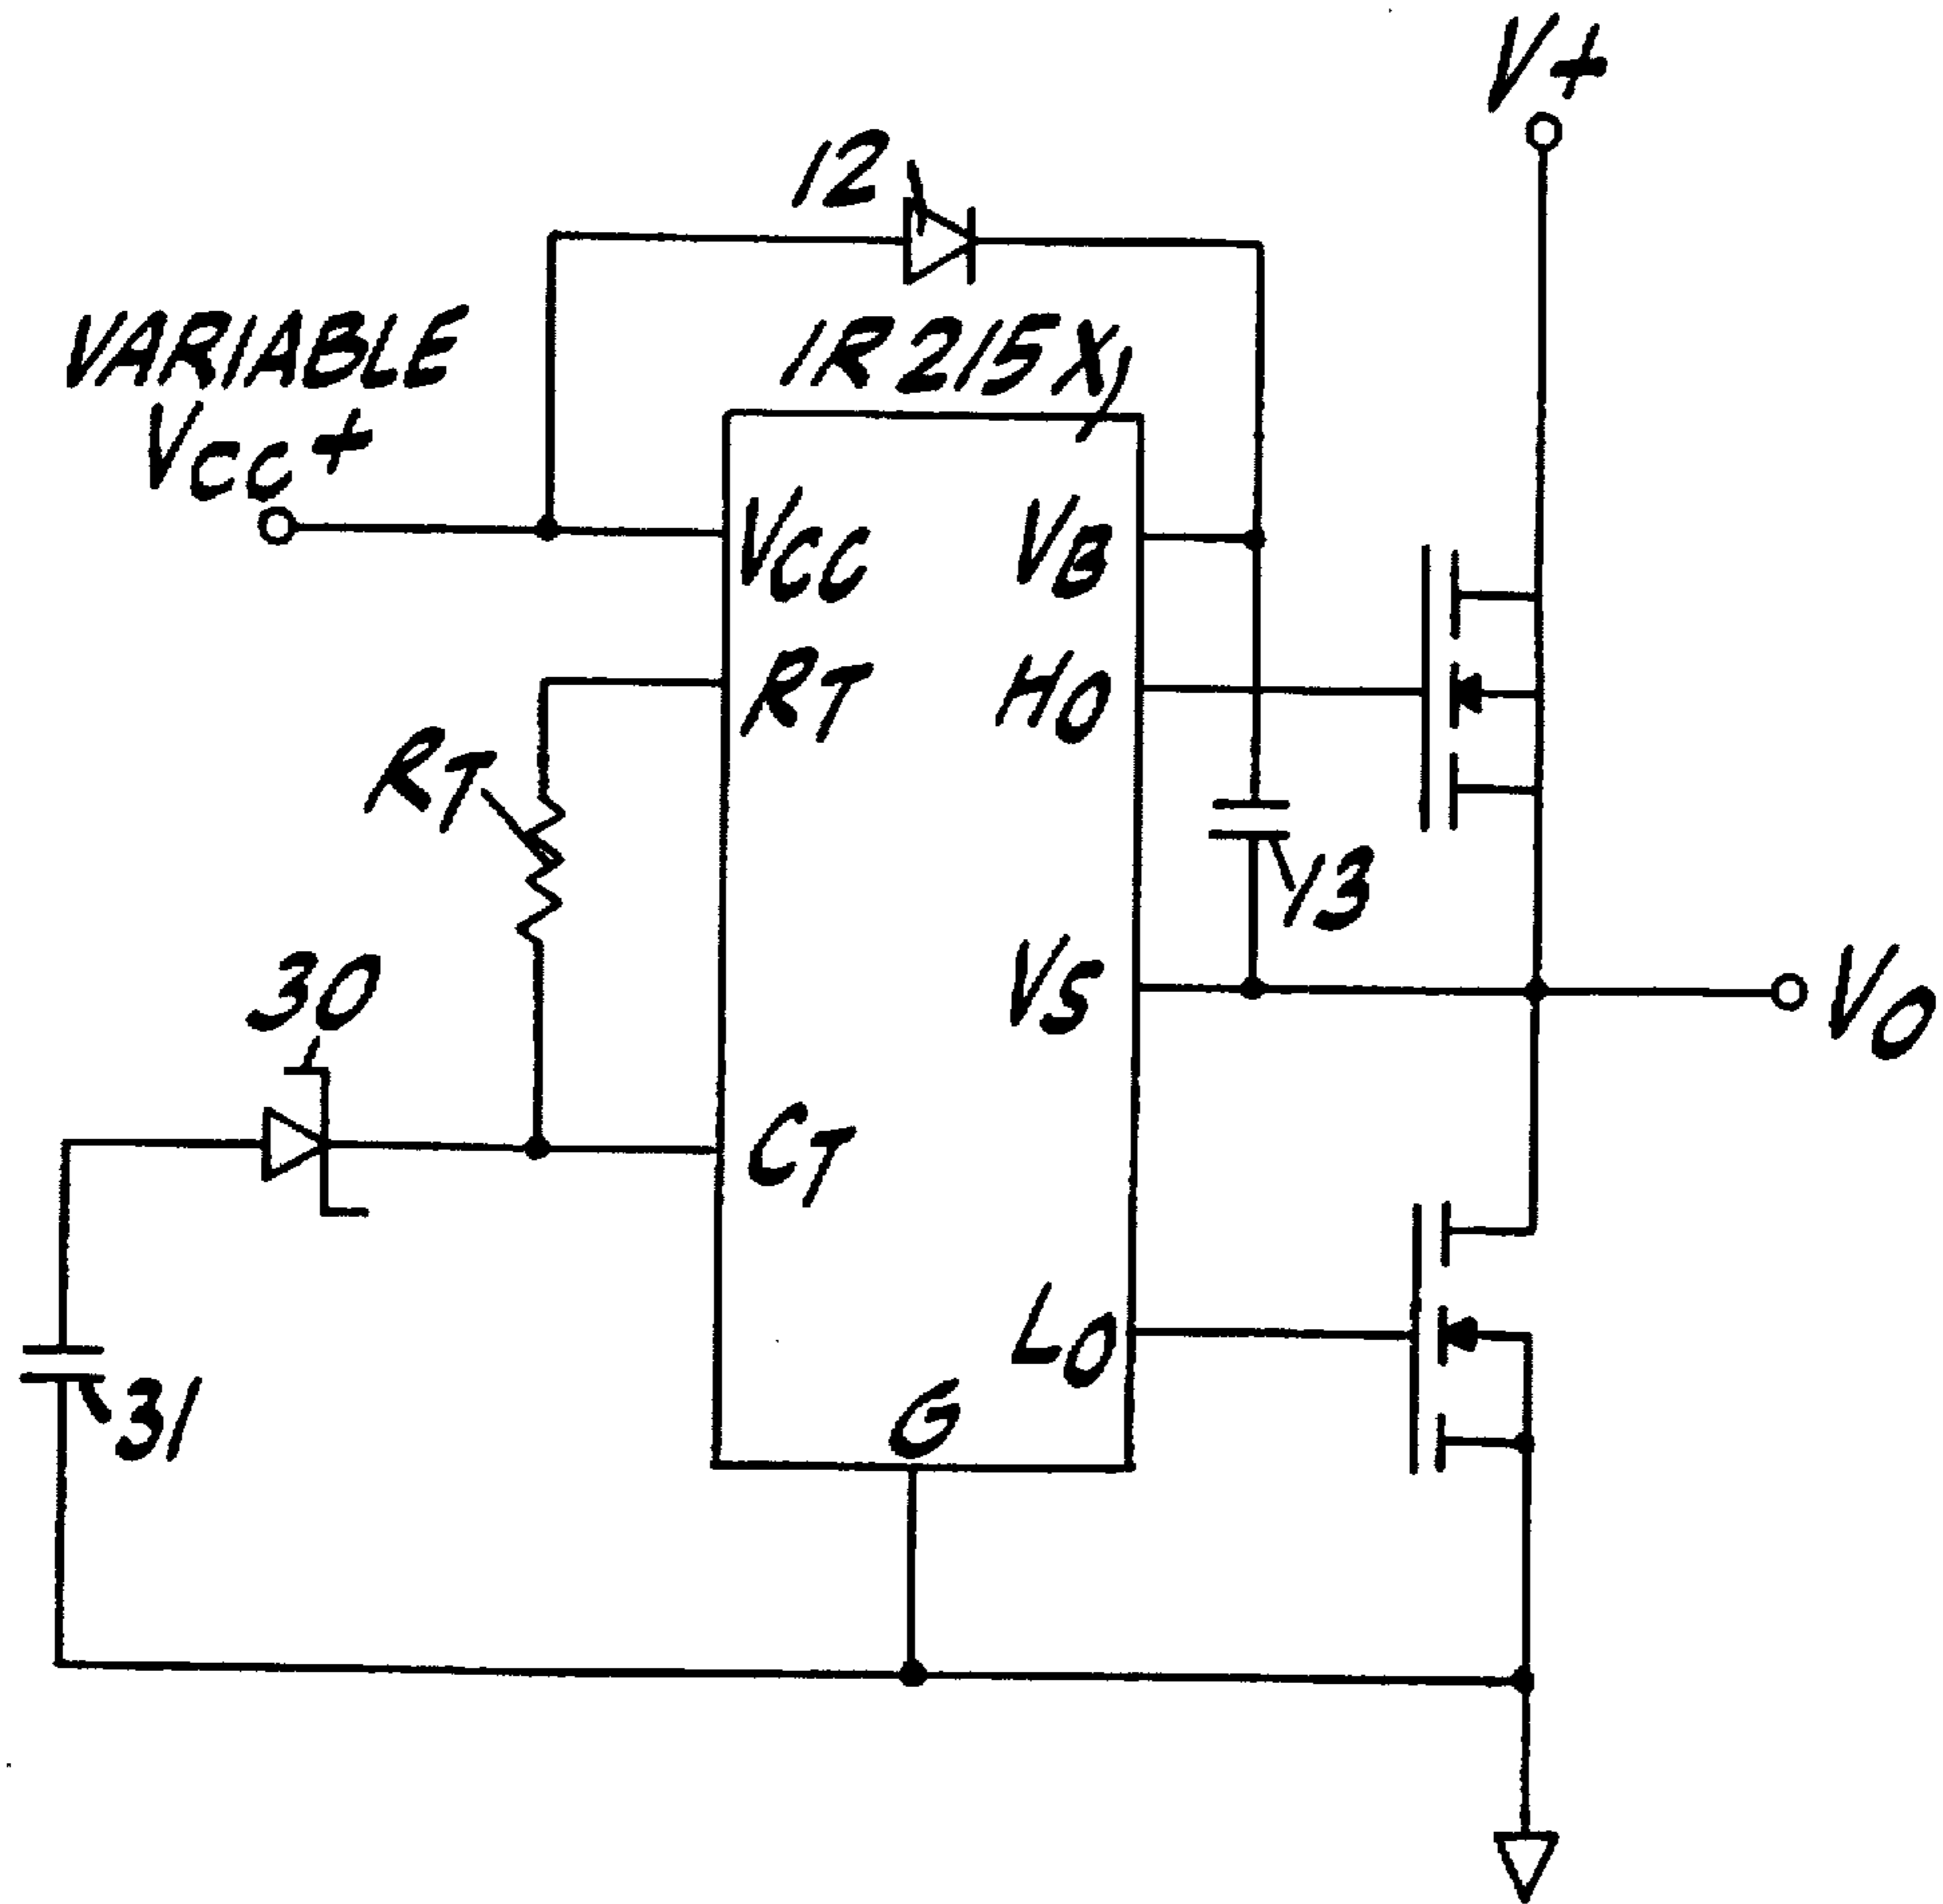 V+
12
VARIABLE
VCC+
IR215X
VCC
VB
RT
HO
RT
13
30
VS
VO
CT
LO
31
G